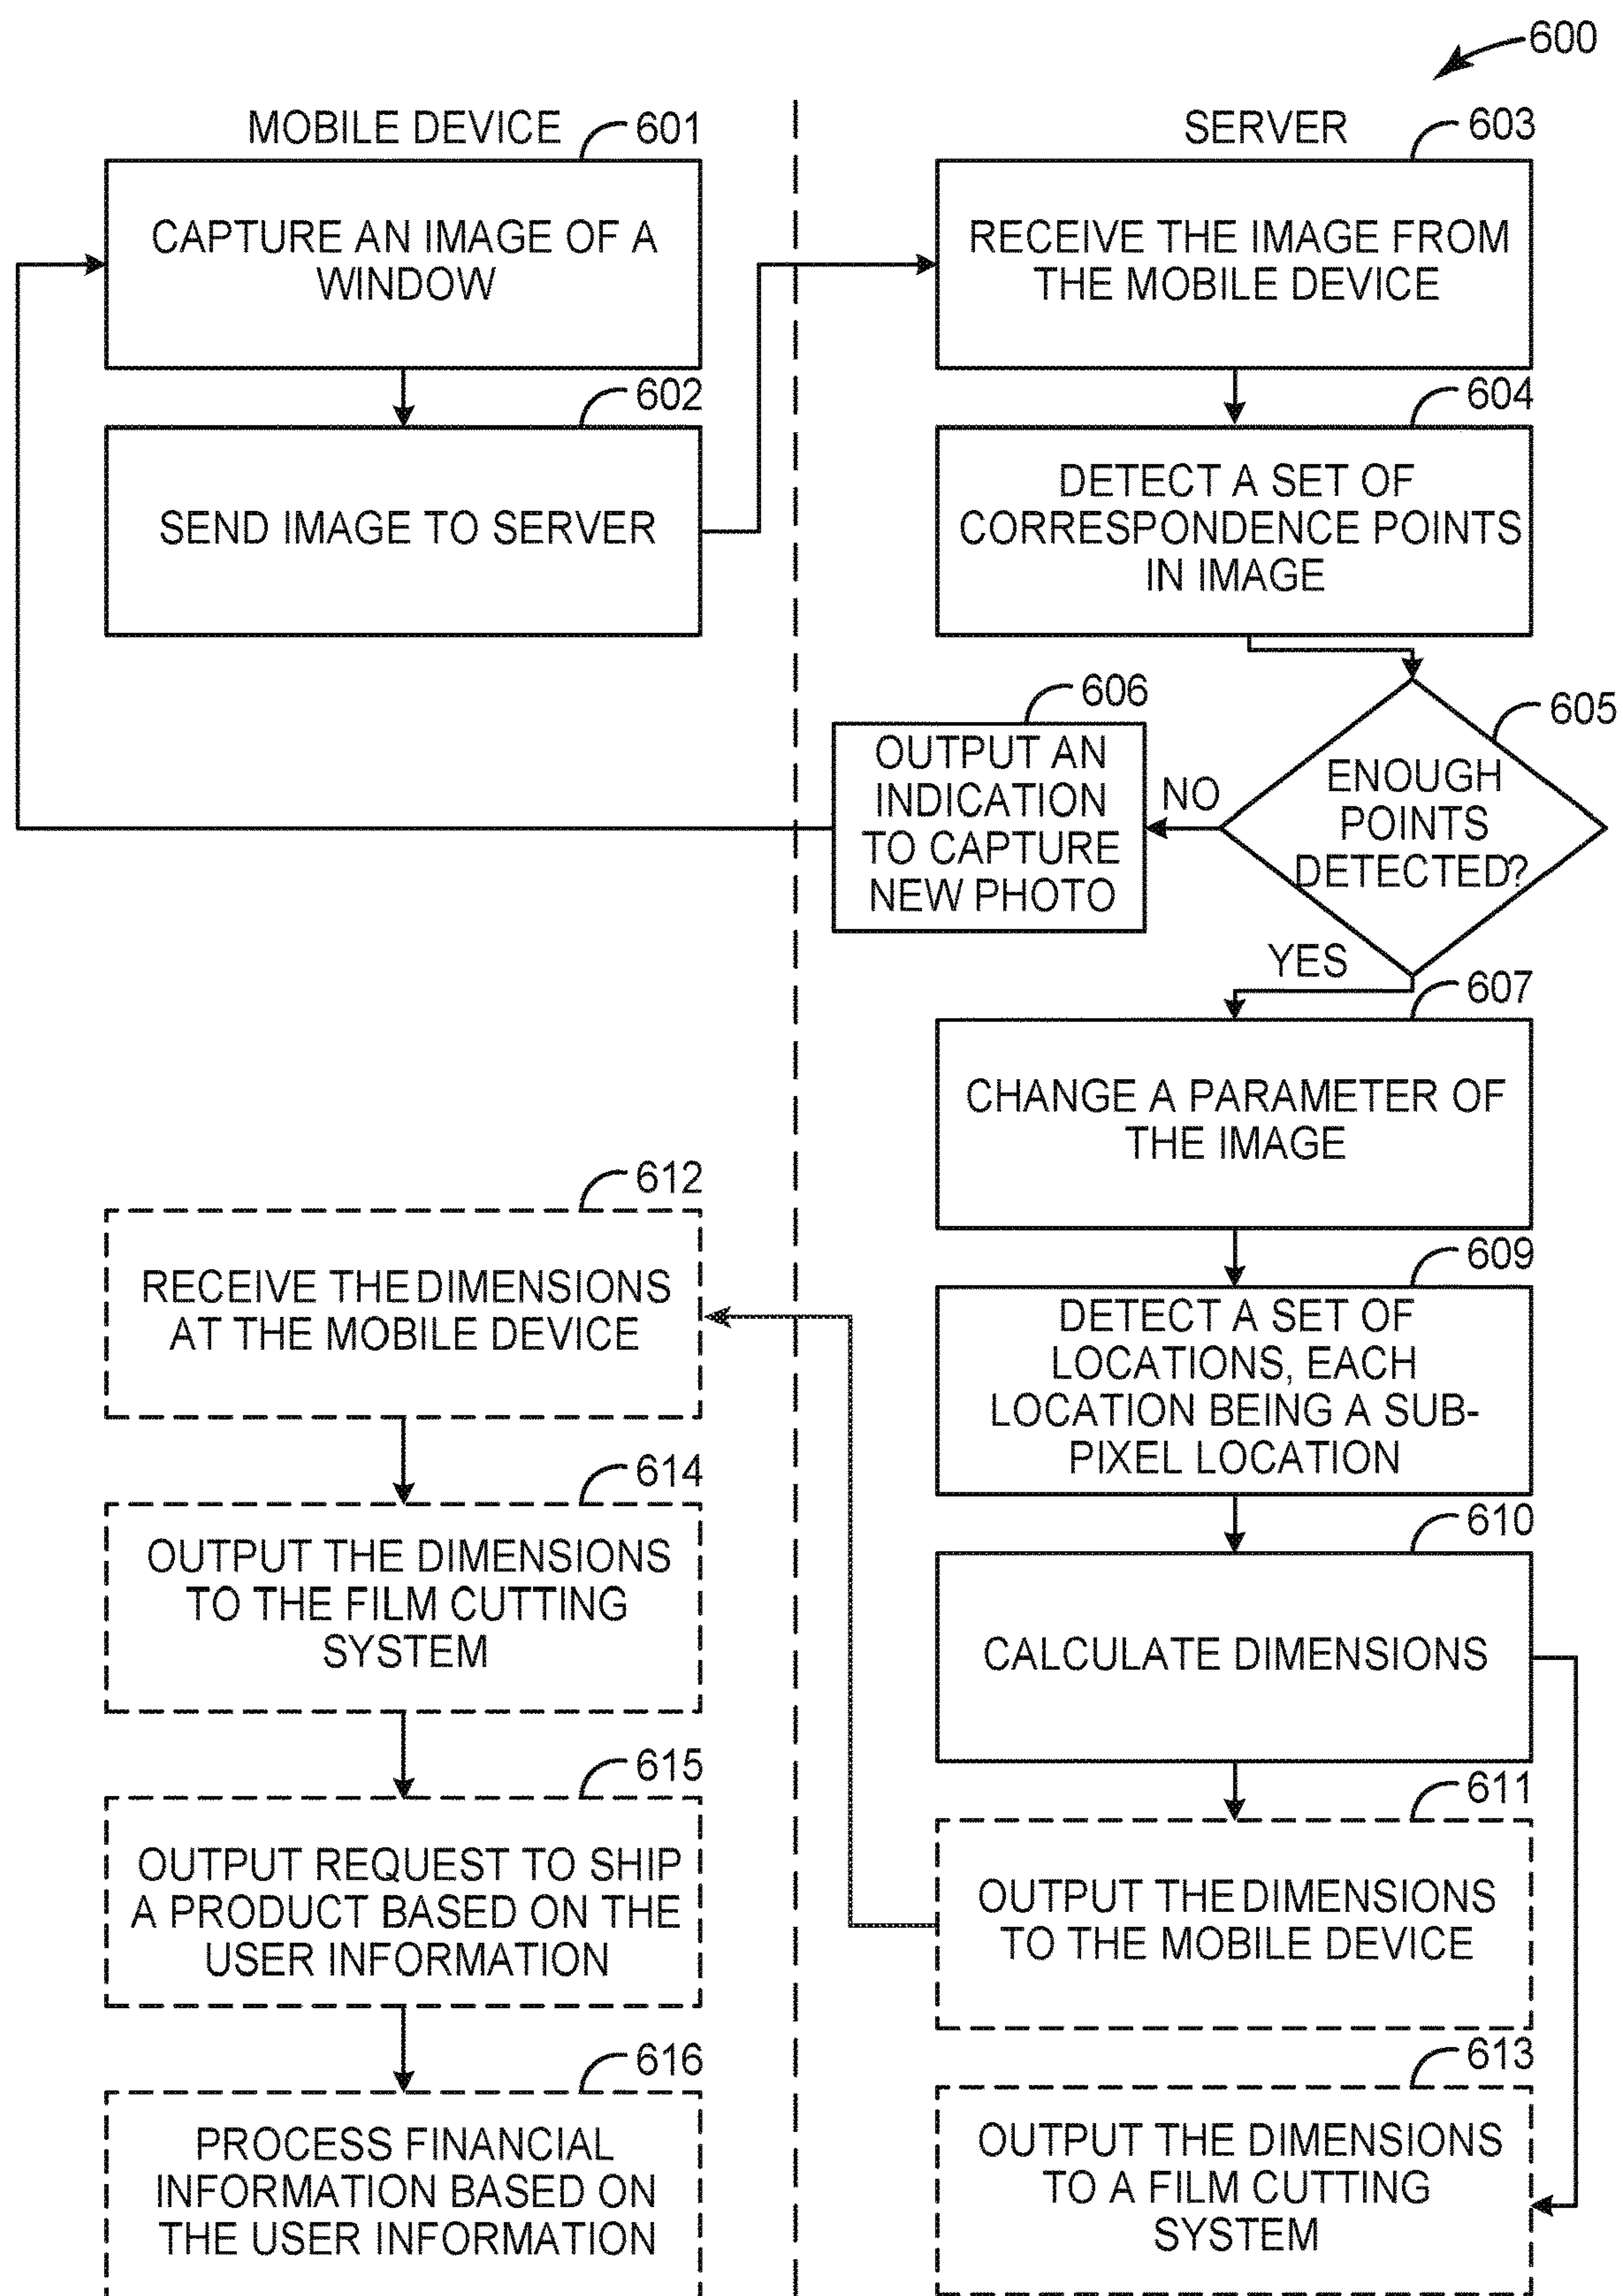 600
MOBILE DEVICE
601
CAPTURE AN IMAGE OF A
WINDOW
602
SEND IMAGE TO SERVER
SERVER
603
RECEIVE THE IMAGE FROM
THE MOBILE DEVICE
604
DETECT A SET OF
CORRESPONDENCE POINTS
IN IMAGE
605
ENOUGH
POINTS
DETECTED?
NO
606
OUTPUT AN
INDICATION
TO CAPTURE
NEW PHOTO
YES
607
CHANGE A PARAMETER OF
THE IMAGE
609
DETECT A SET OF
LOCATIONS, EACH
LOCATION BEING A SUB-
PIXEL LOCATION
610
CALCULATE DIMENSIONS
611
OUTPUT THE DIMENSIONS
TO THE MOBILE DEVICE
613
OUTPUT THE DIMENSIONS
TO A FILM CUTTING
SYSTEM
612
RECEIVE THE DIMENSIONS
AT THE MOBILE DEVICE
614
OUTPUT THE DIMENSIONS
TO THE FILM CUTTING
SYSTEM
615
OUTPUT REQUEST TO SHIP
A PRODUCT BASED ON THE
USER INFORMATION
616
PROCESS FINANCIAL
INFORMATION BASED ON
THE USER INFORMATION